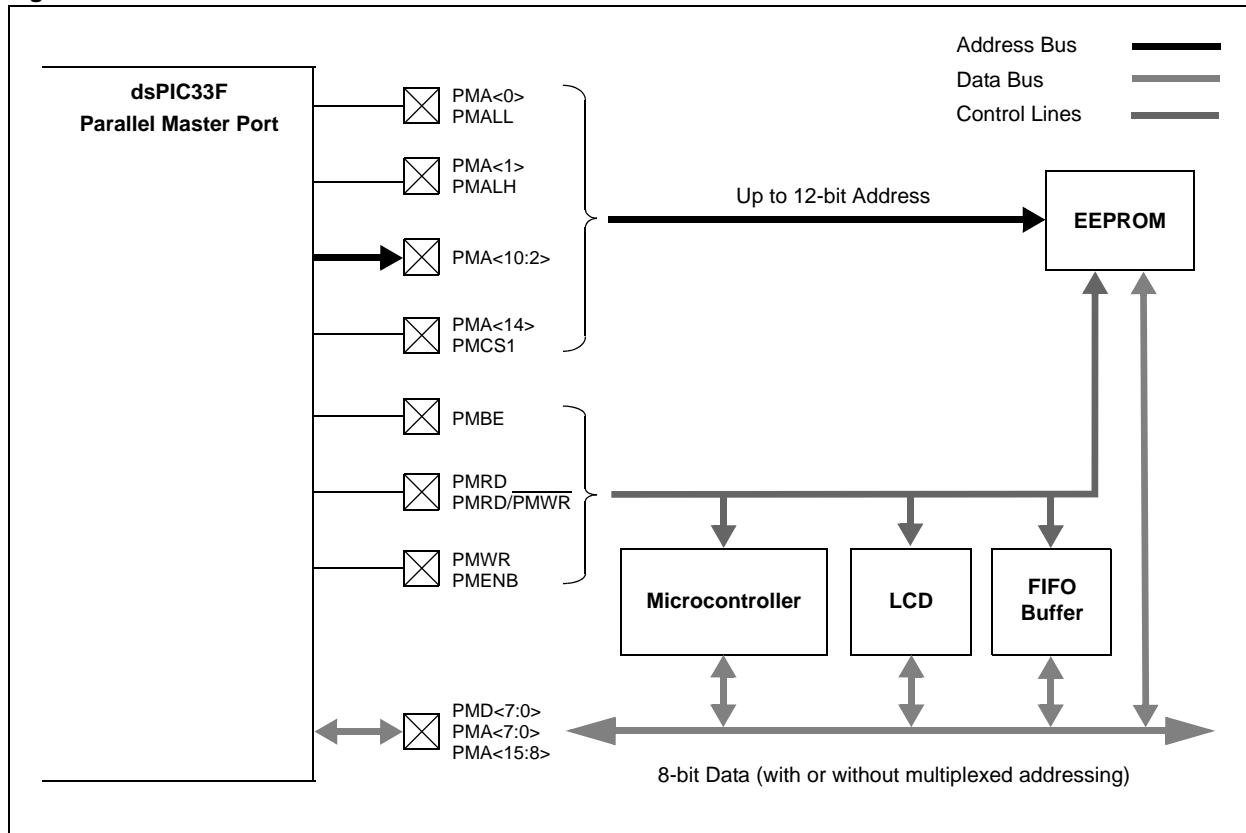 Address Bus
Data Bus
Control Lines
dsPIC33F
Parallel Master Port
PMA<0>
PMALL
PMA<1>
PMALH
PMA<10:2>
PMA<14>
PMCS1
Up to 12-bit Address
EEPROM
PMBE
PMRD
PMRD/PMWR
PMWR
PMENB
Microcontroller
LCD
FIFO
Buffer
PMD<7:0>
PMA<7:0>
PMA<15:8>
8-bit Data (with or without multiplexed addressing)